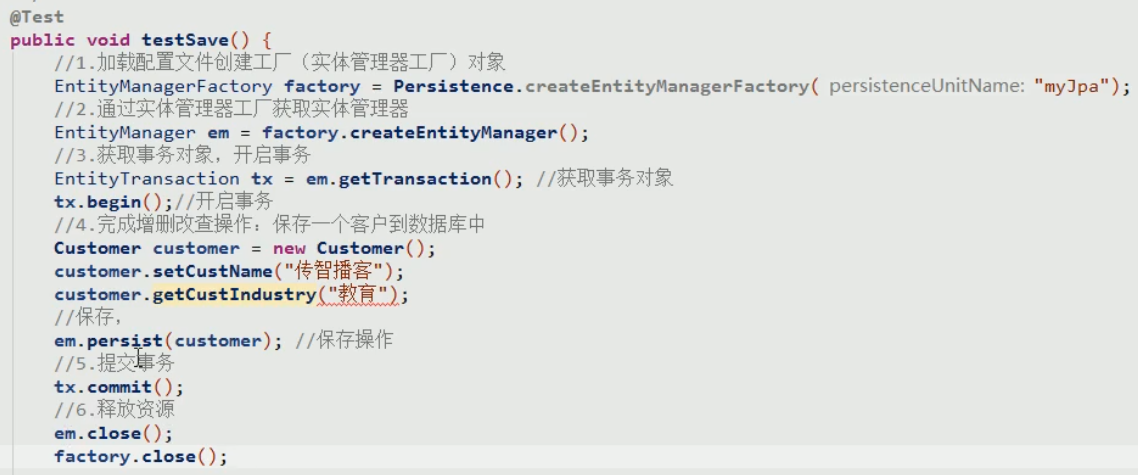 @Test
public void testSave() {
//1.加载配置文件创建工厂（实体管理器工厂）对象
EntityManagerFactory factory = Persistence.createEntityManagerFactory( persistenceUnitName: "myJpa");
//2.通过实体管理器工厂获取实体管理器
EntityManager em = factory.createEntityManager();
//3.获取事务对象，开启事务
EntityTransaction tx = em.getTransaction(); //获取事务对象
tx.begin();//开启事务
//4.完成增删改查操作：保存一个客户到数据库中
Customer customer = new Customer();
customer.setCustName("传智播客");
customer.getCustIndustry("教育");
//保存，
em.persist(customer); //保存操作
//5.提交事务
tx.commit();
//6.释放资源
em.close();
factory.close();